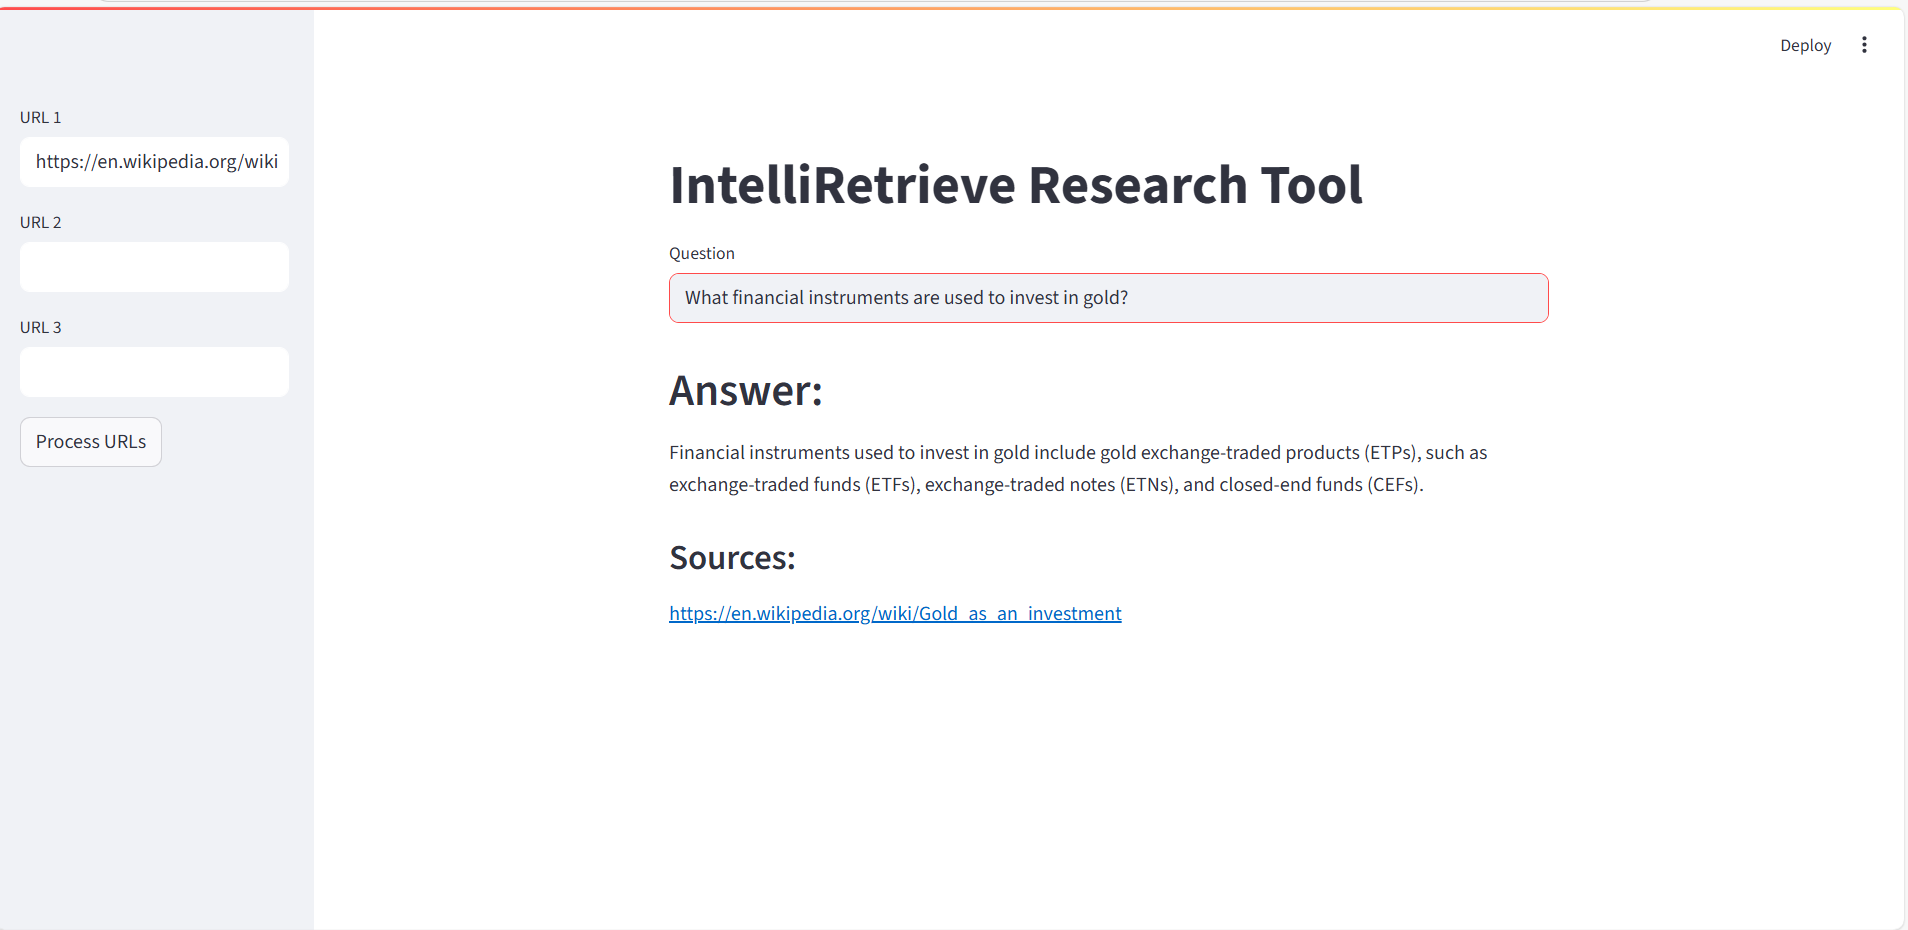 Deploy
URL 1
https://en.wikipedia.org/wiki
URL 2
URL 3
Process URLs
IntelliRetrieve Research Tool
Question
What financial instruments are used to invest in gold?
Answer:
Financial instruments used to invest in gold include gold exchange-traded products (ETPs), such as
exchange-traded funds (ETFs), exchange-traded notes (ETNs), and closed-end funds (CEFs).
Sources:
https://en.wikipedia.org/wiki/Gold_as_an_investment